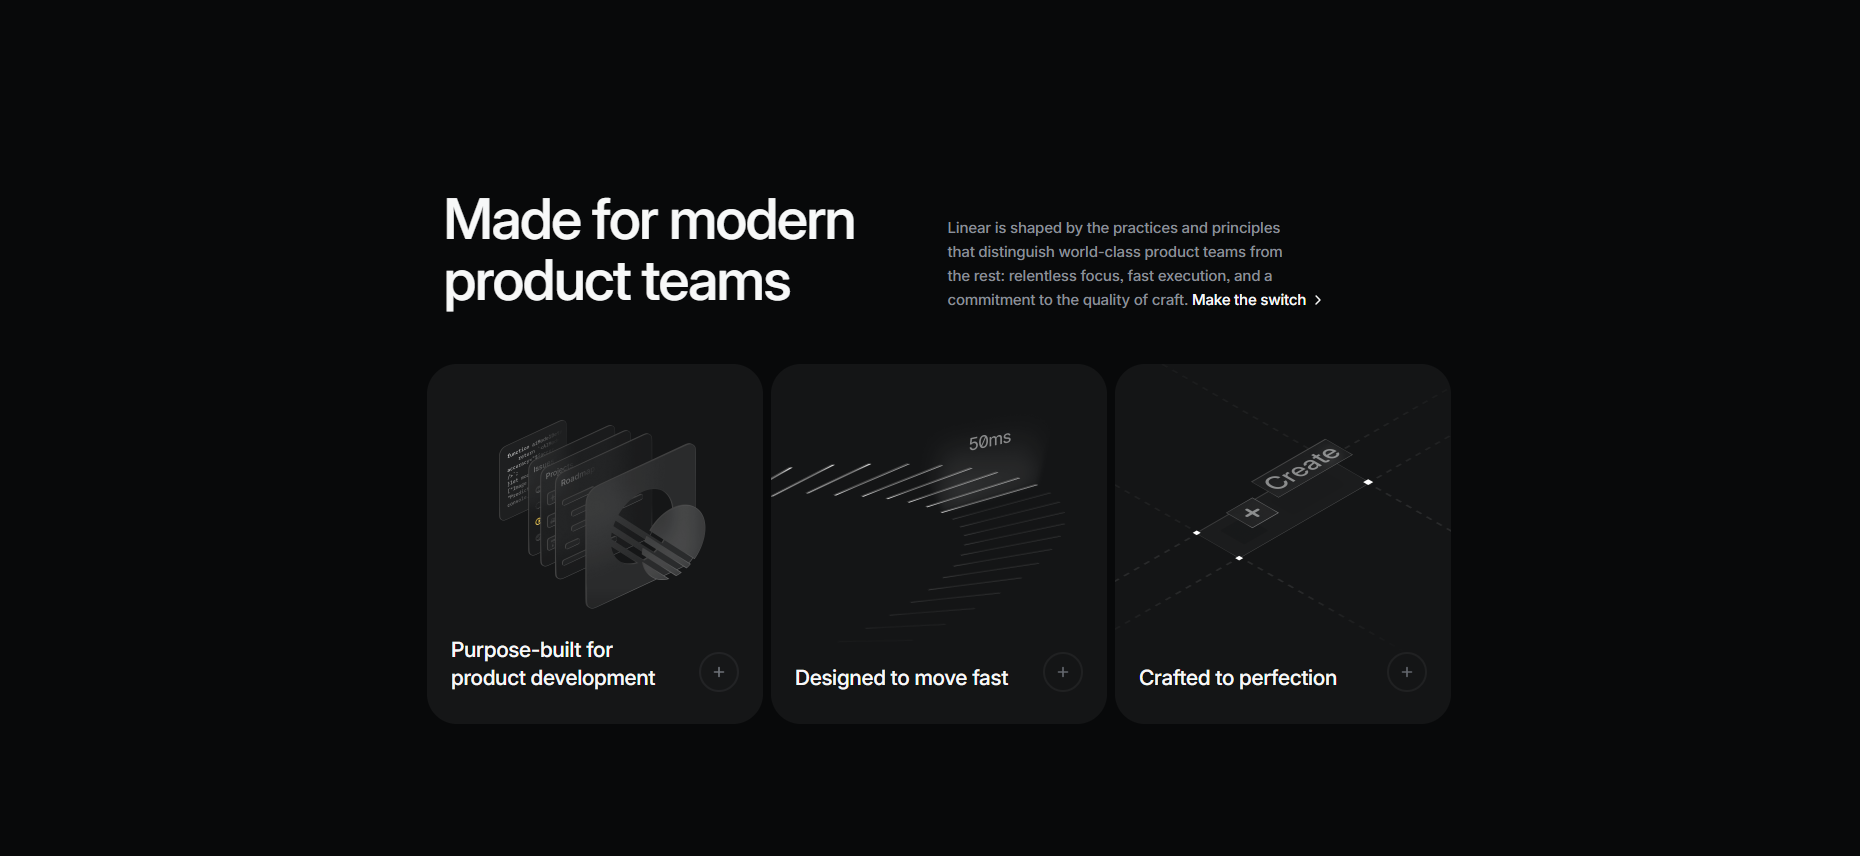 Made for modern
product teams
Linear is shaped by the practices and principles
that distinguish world-class product teams from
the rest: relentless focus, fast execution, and a
commitment to the quality of craft. Make the switch
Roadmap
50ms
Create
Purpose-built for
product development
Designed to move fast
Crafted to perfection